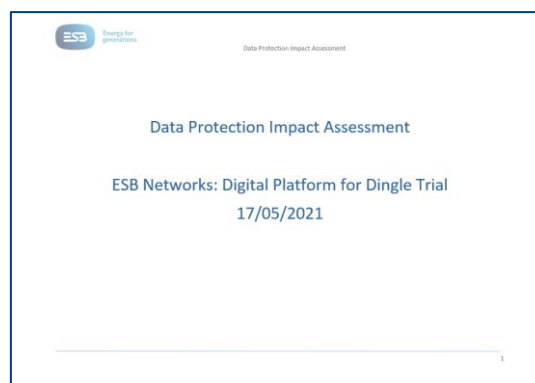 ESB
Energy for
generations
Data Protection Impact Assessment
Data Protection Impact Assessment
ESB Networks: Digital Platform for Dingle Trial
17/05/2021
1